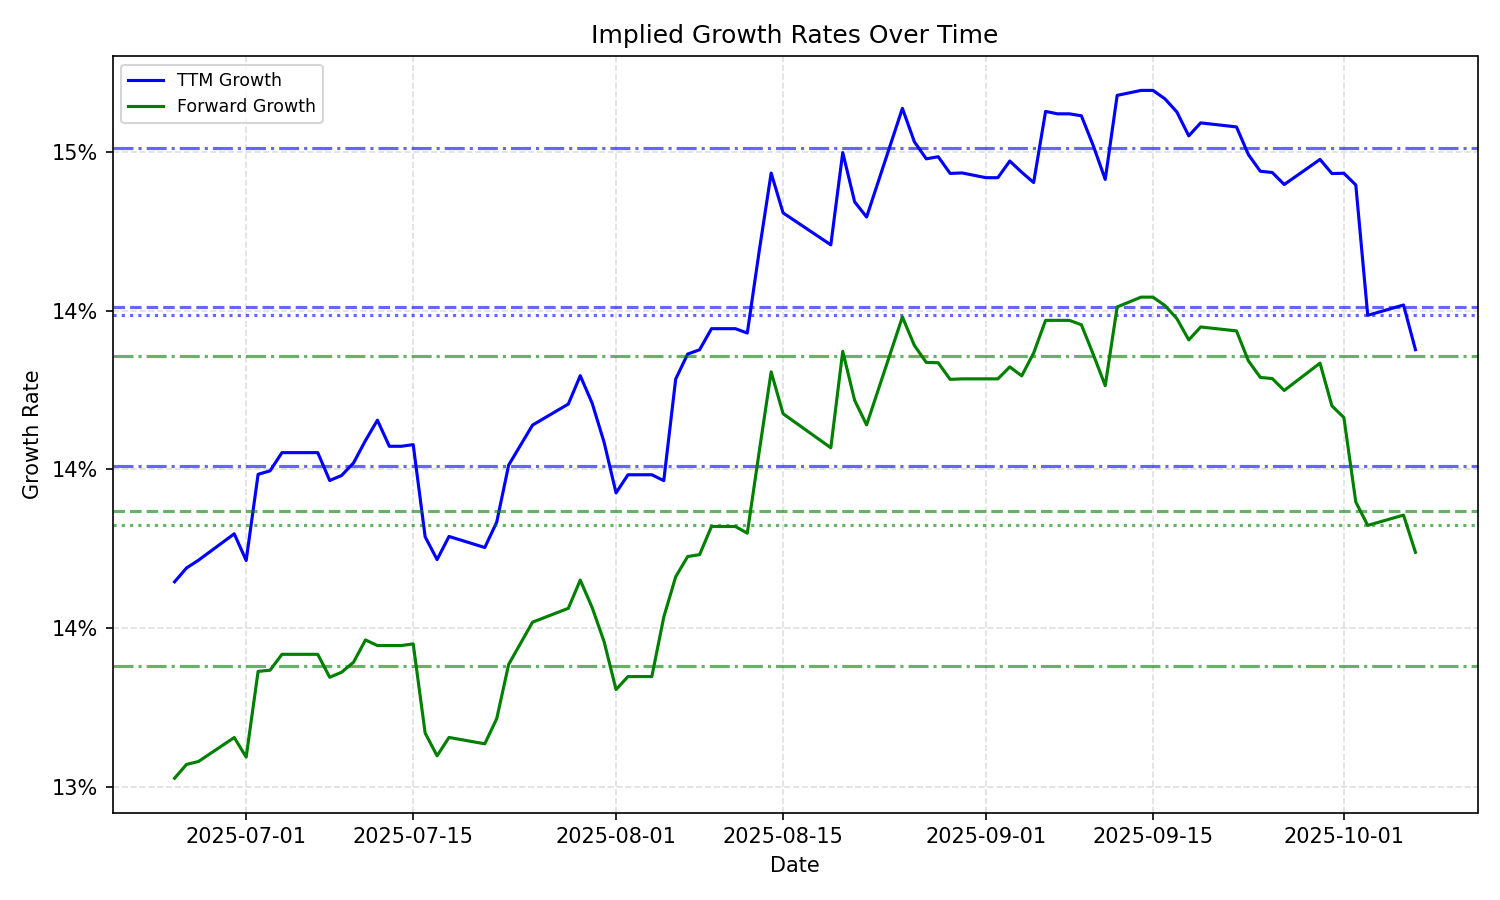 Implied Growth Rates Over Time
TTM Growth
Forward Growth
15%
14%
14%
14%
13%
Growth Rate
2025-07-01
2025-07-15
2025-08-01
2025-08-15
2025-09-01
2025-09-15
2025-10-01
Date